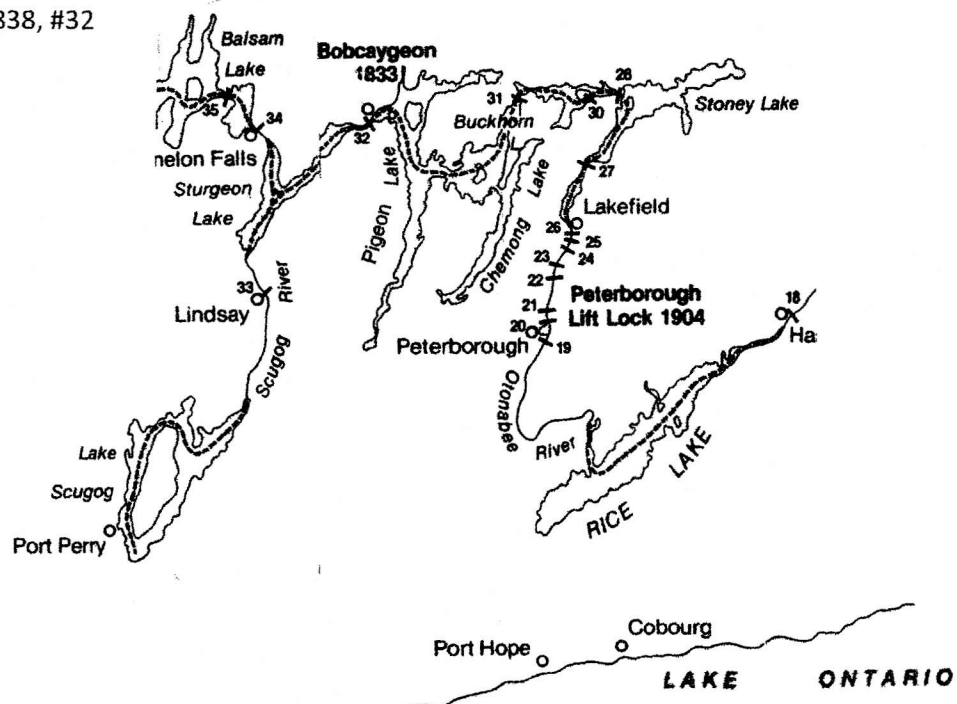 838, #32
Balsam
Lake
35
34
nelon Falls
Sturgeon
Lake
33
Lindsay
River
Scugog
Lake
Scugog
Port Perry
Bobcaygeon
1833
32
Pigeon
Lake
31
Buckhorn
Chemong
Lake
28
30
Stoney Lake
27
Lakefield
26
25
24
23
22
21
20
19
Peterborough
Lift Lock 1904
Peterborough
Otonabee
River
18
Ha
RICE
LAKE
Port Hope
Cobourg
LAKE ONTARIO